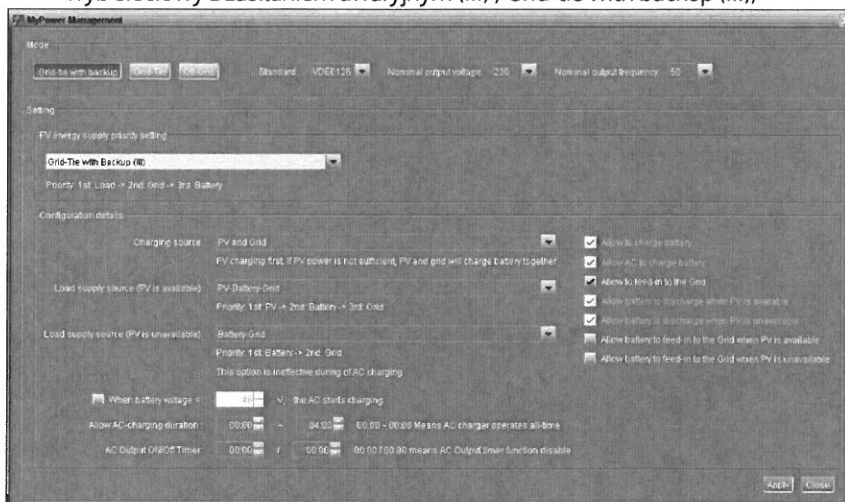 Tryb sieciowy z zasilaniem awaryjnym (III) / Grid-tie with backup (III),
MyPower Management
Mode
Grid-tie with backup Grid-Tie Off-Grid Standard: VDE0126 Nominal output voltage: 230 Nominal output frequency: 50
Setting
PV energy supply priority setting
Grid-Tie with Backup (III)
Priority: 1st: Load -> 2nd: Grid -> 3rd: Battery
Configuration details
Charging source PV and Grid
PV charging first. If PV power is not sufficient, PV and grid will charge battery together
Load supply source (PV is available) PV-Battery-Grid
Priority: 1st: PV -> 2nd: Battery -> 3rd: Grid
Load supply source (PV is unavailable) Battery-Grid
Priority: 1st: Battery -> 2nd: Grid
This option is ineffective during of AC charging
Allow to charge battery
Allow AC to charge battery
Allow to feed-in to the Grid
Allow battery to discharge when PV is available
Allow battery to discharge when PV is unavailable
Allow battery to feed-in to the Grid when PV is available
Allow battery to feed-in to the Grid when PV is unavailable
When battery voltage < V, the AC starts charging
Allow AC-charging duration : 00:00 ~ 04:00 00:00 - 00:00 Means AC charger operates all-time
AC Output ON/Off Timer: 00:00 / 00:00 00:00 / 00:00 means AC Output timer function disable
Apply Close